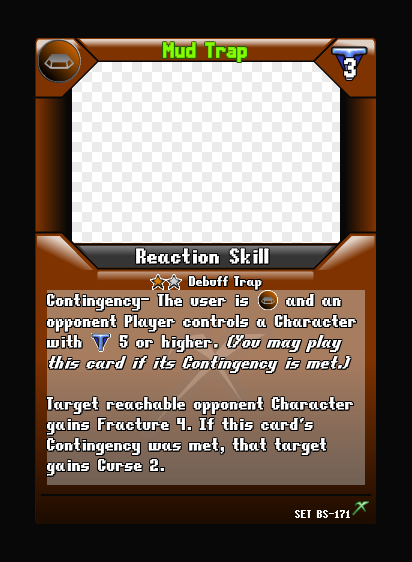 Mud Trap
3
Reaction Skill
Debuff Trap
Contingency- The user is and an
opponent Player controls a Character
with 5 or higher. (You may play
this card if its Contingency is met.)
Target reachable opponent Character
gains Fracture 4. If this card's
Contingency was met, that target
gains Curse 2.
SET BS-171